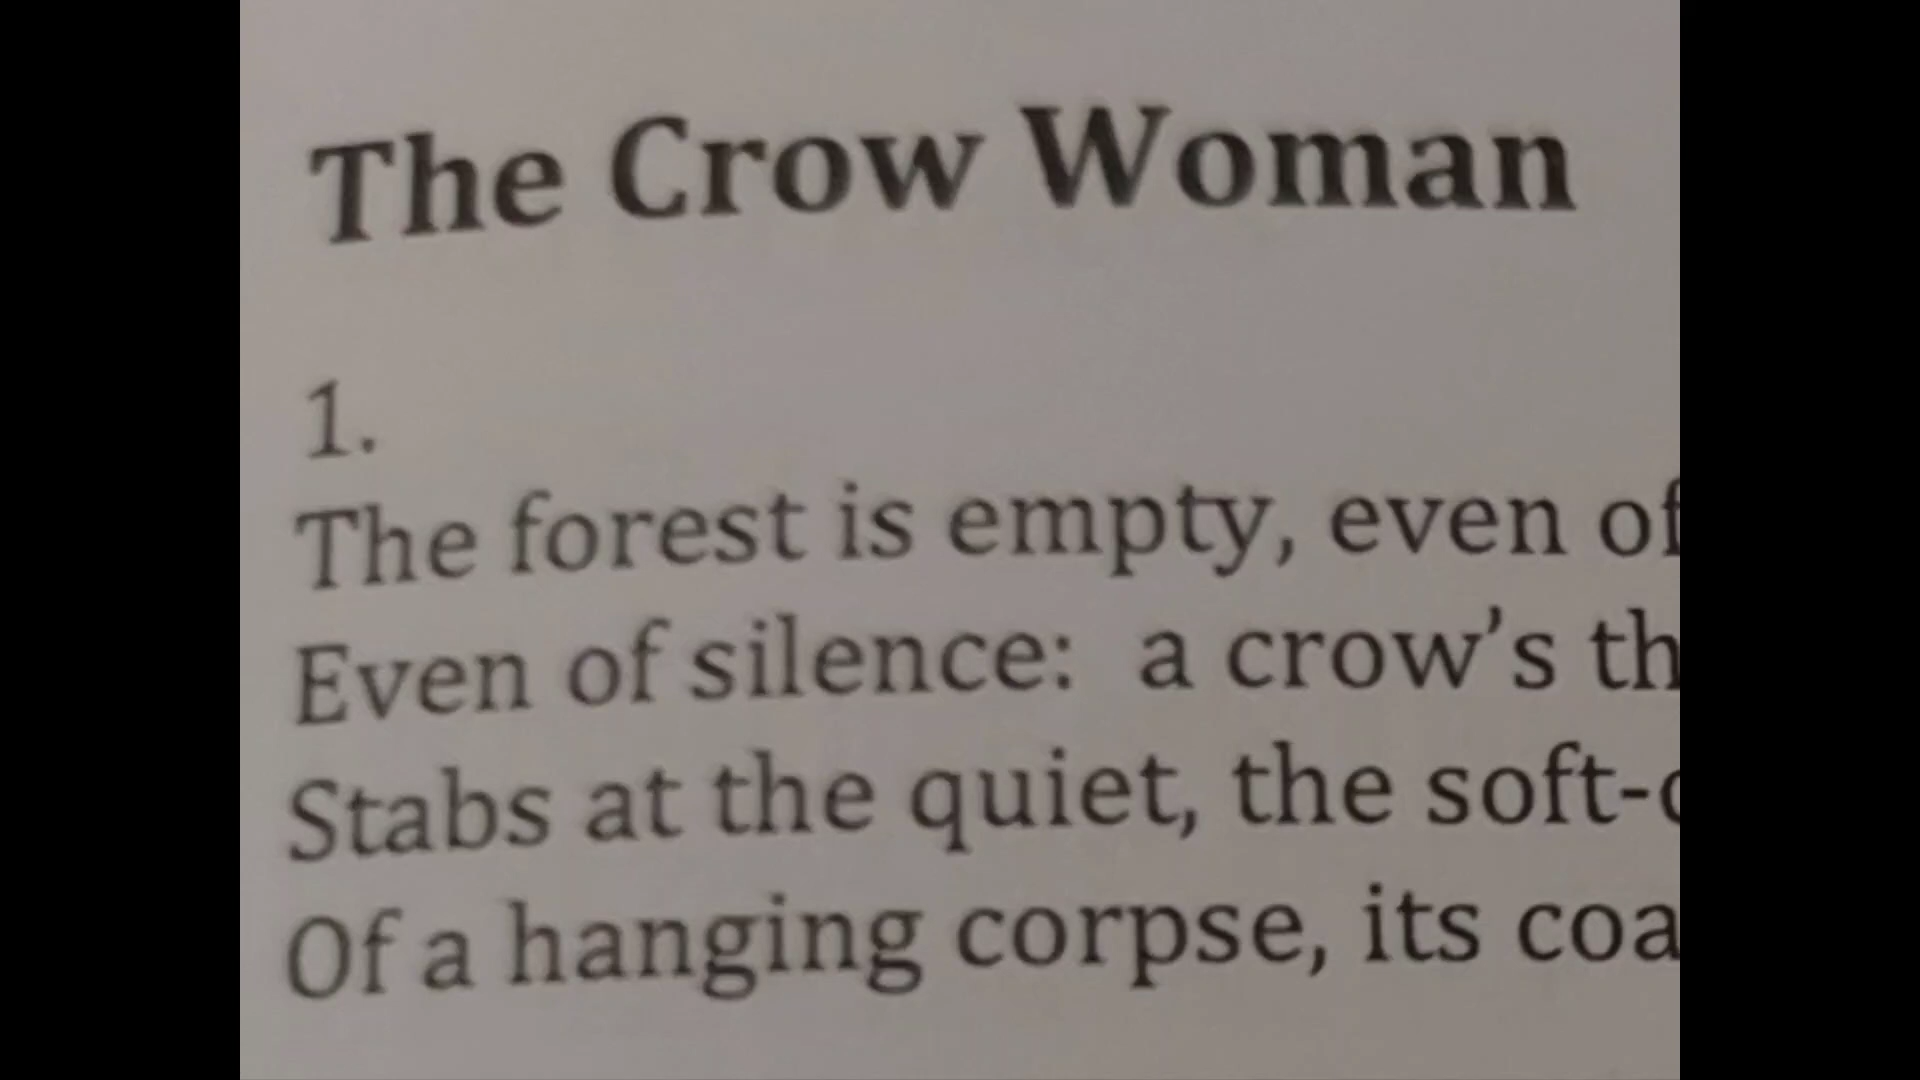 The Crow Woman
1.
The forest is empty, even of
Even of silence:  a crow’s th
Stabs at the quiet, the soft-
Of a hanging corpse, its coa